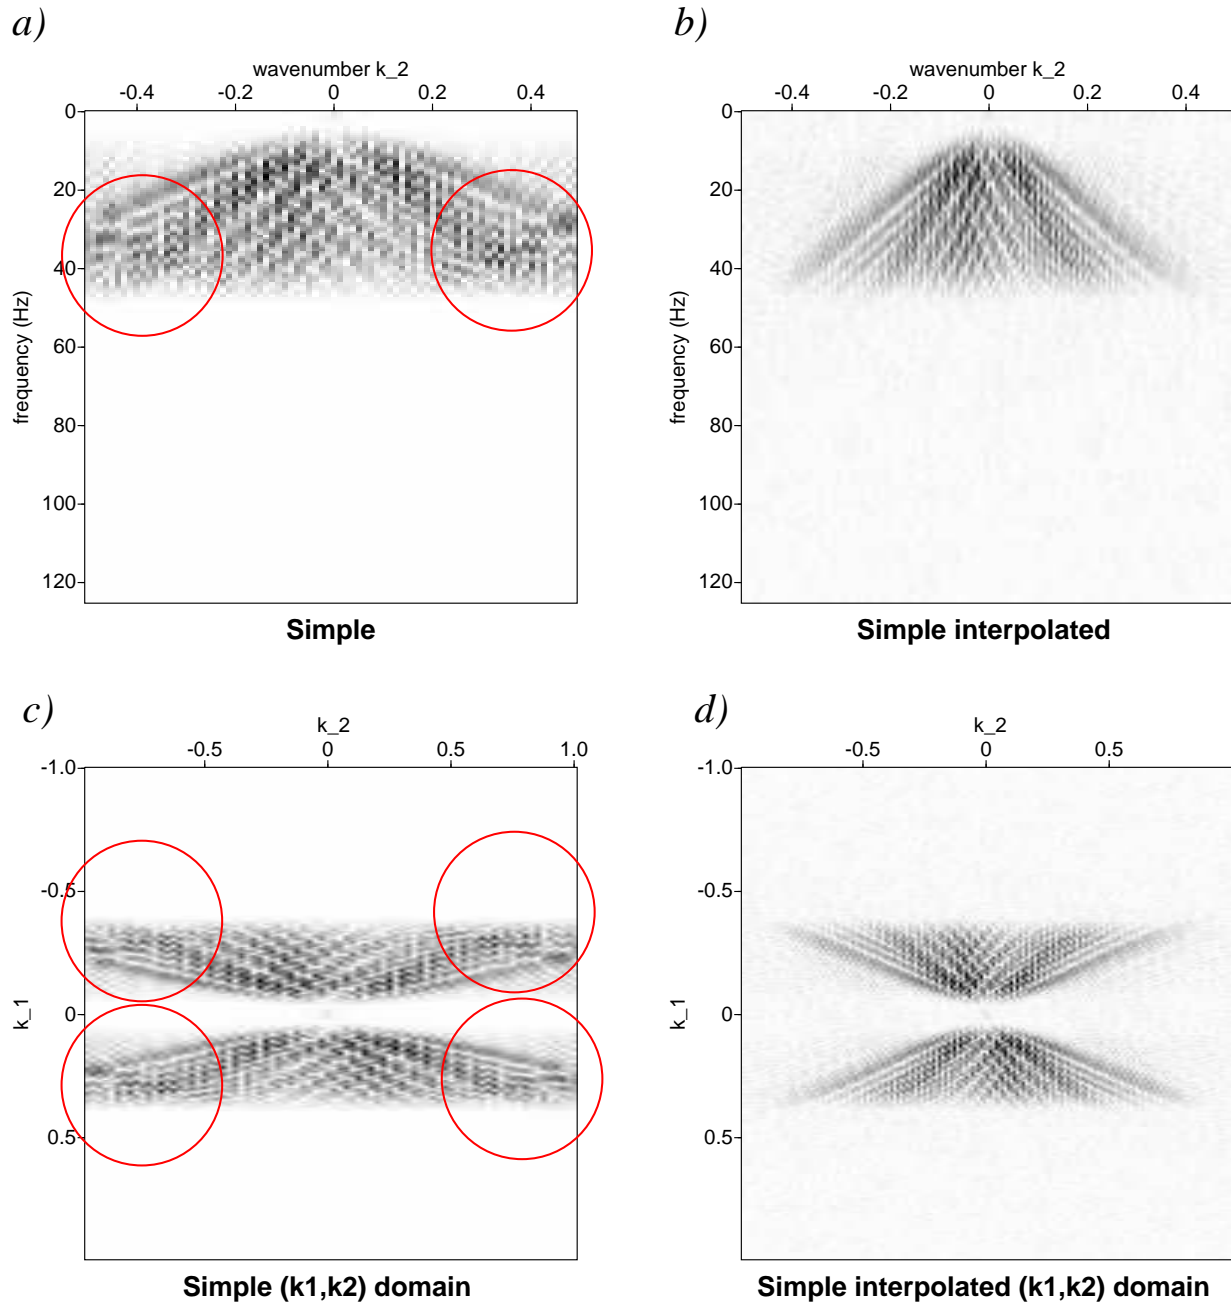 a)
wavenumber k_2
-0.4 -0.2 0 0.2 0.4
0
20
40
60
80
100
120
frequency (Hz)
Simple
b)
wavenumber k_2
-0.4 -0.2 0 0.2 0.4
0
20
40
60
80
100
120
frequency (Hz)
Simple interpolated
c)
k_2
-0.5 0 0.5 1.0
-1.0
-0.5
0
0.5
k_1
Simple (k1,k2) domain
d)
k_2
-0.5 0 0.5
-1.0
-0.5
0
0.5
k_1
Simple interpolated (k1,k2) domain